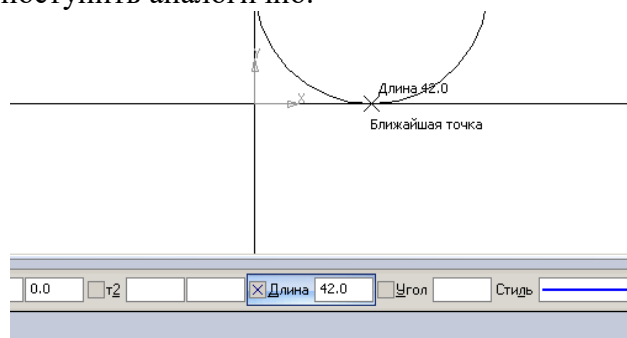 поступить аналогично.
Y
Длина 42.0
X
Ближайшая точка
0.0 т2 Длина 42.0 Угол Стиль